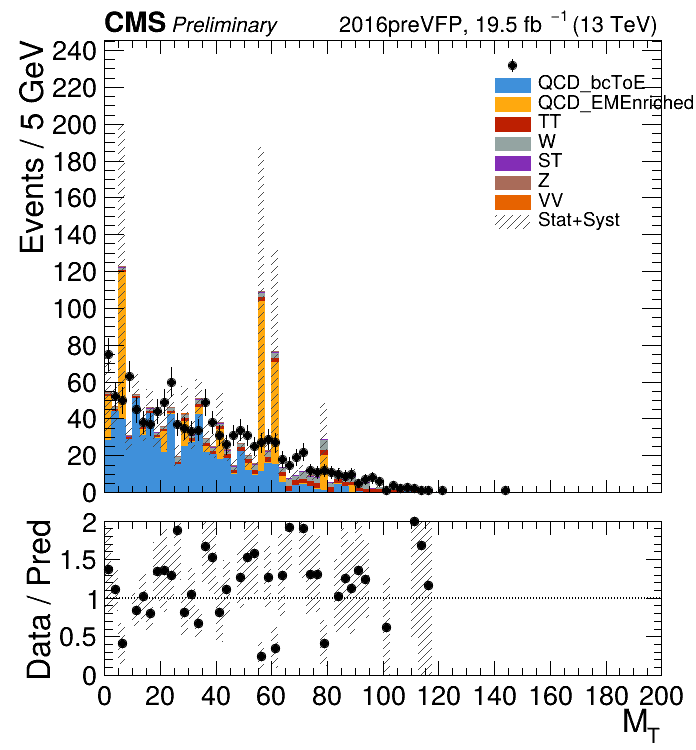 CMS Preliminary 2016preVFP, 19.5 fb⁻¹ (13 TeV)
Events / 5 GeV
240
220
200
180
160
140
120
100
80
60
40
20
0
QCD_bcToE
QCD_EMEnriched
TT
W
ST
Z
VV
Stat+Syst
Data / Pred
2
1.5
1
0.5
0
0 20 40 60 80 100 120 140 160 180 200
M_T